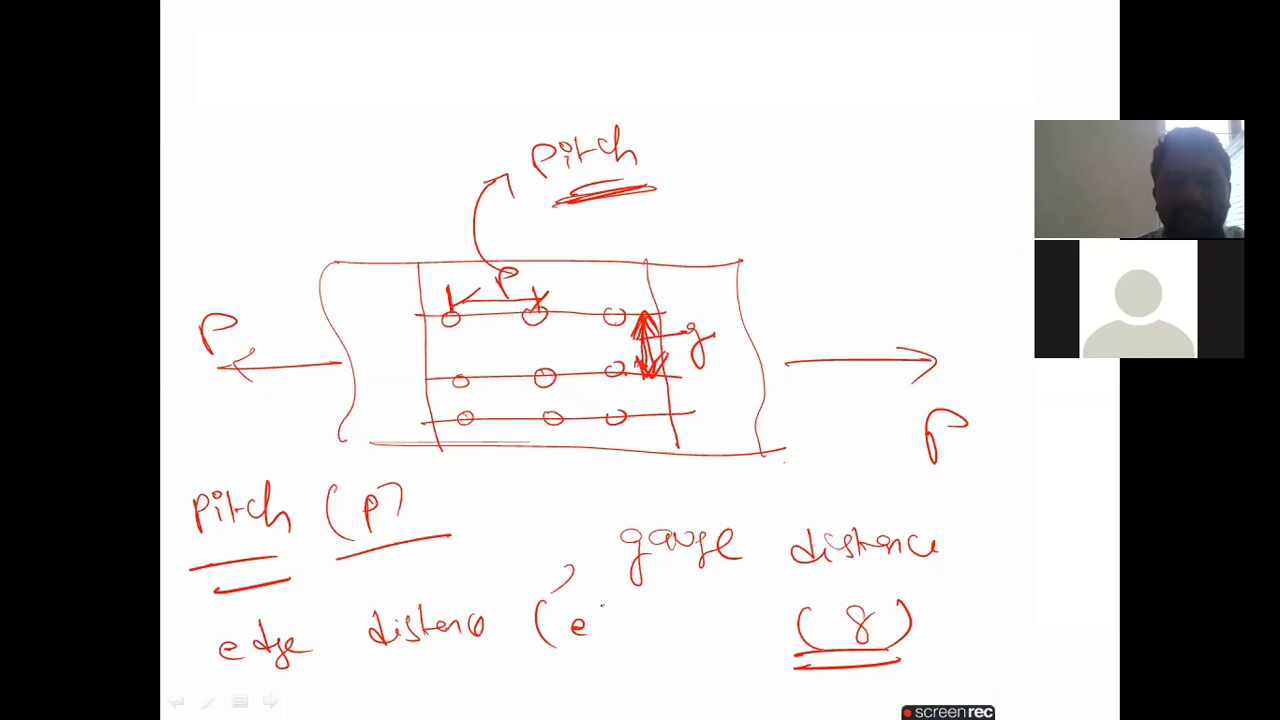 Pitch
P
P
g
P
Pitch (p)
gauge distance
edge distance (e
(g)
screenrec